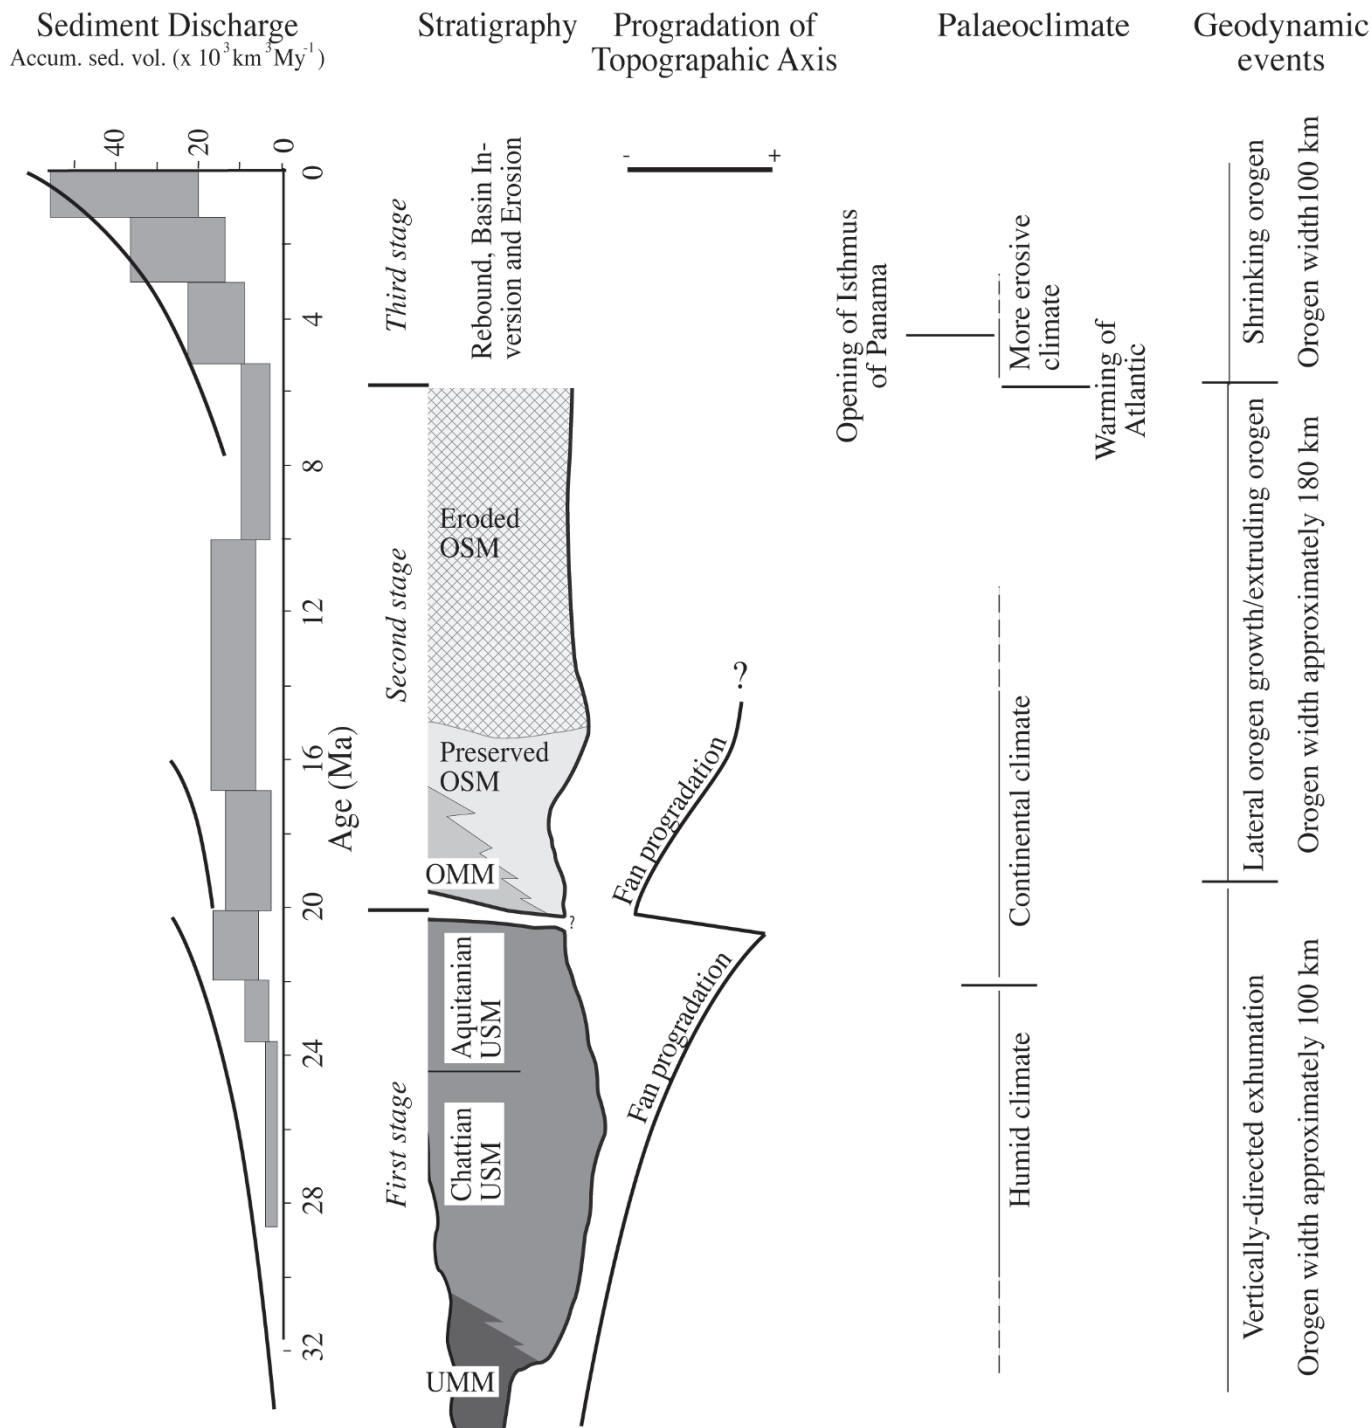 Sediment Discharge
Accum. sed. vol. (x 10³km³My⁻¹)
Stratigraphy
Progradation of
Topograpahic Axis
Palaeoclimate
Geodynamic
events
40
20
0
0
4
8
12
16
20
24
28
32
Age (Ma)
Third stage
Second stage
First stage
Rebound, Basin In-
version and Erosion
Eroded
OSM
Preserved
OSM
OMM
?
Aquitanian
USM
Chattian
USM
UMM
-
+
?
Fan progradation
Fan progradation
Opening of Isthmus
of Panama
More erosive
climate
Warming of
Atlantic
Continental climate
Humid climate
Shrinking orogen
Orogen width100 km
Lateral orogen growth/extruding orogen
Orogen width approximately 180 km
Vertically-directed exhumation
Orogen width approximately 100 km